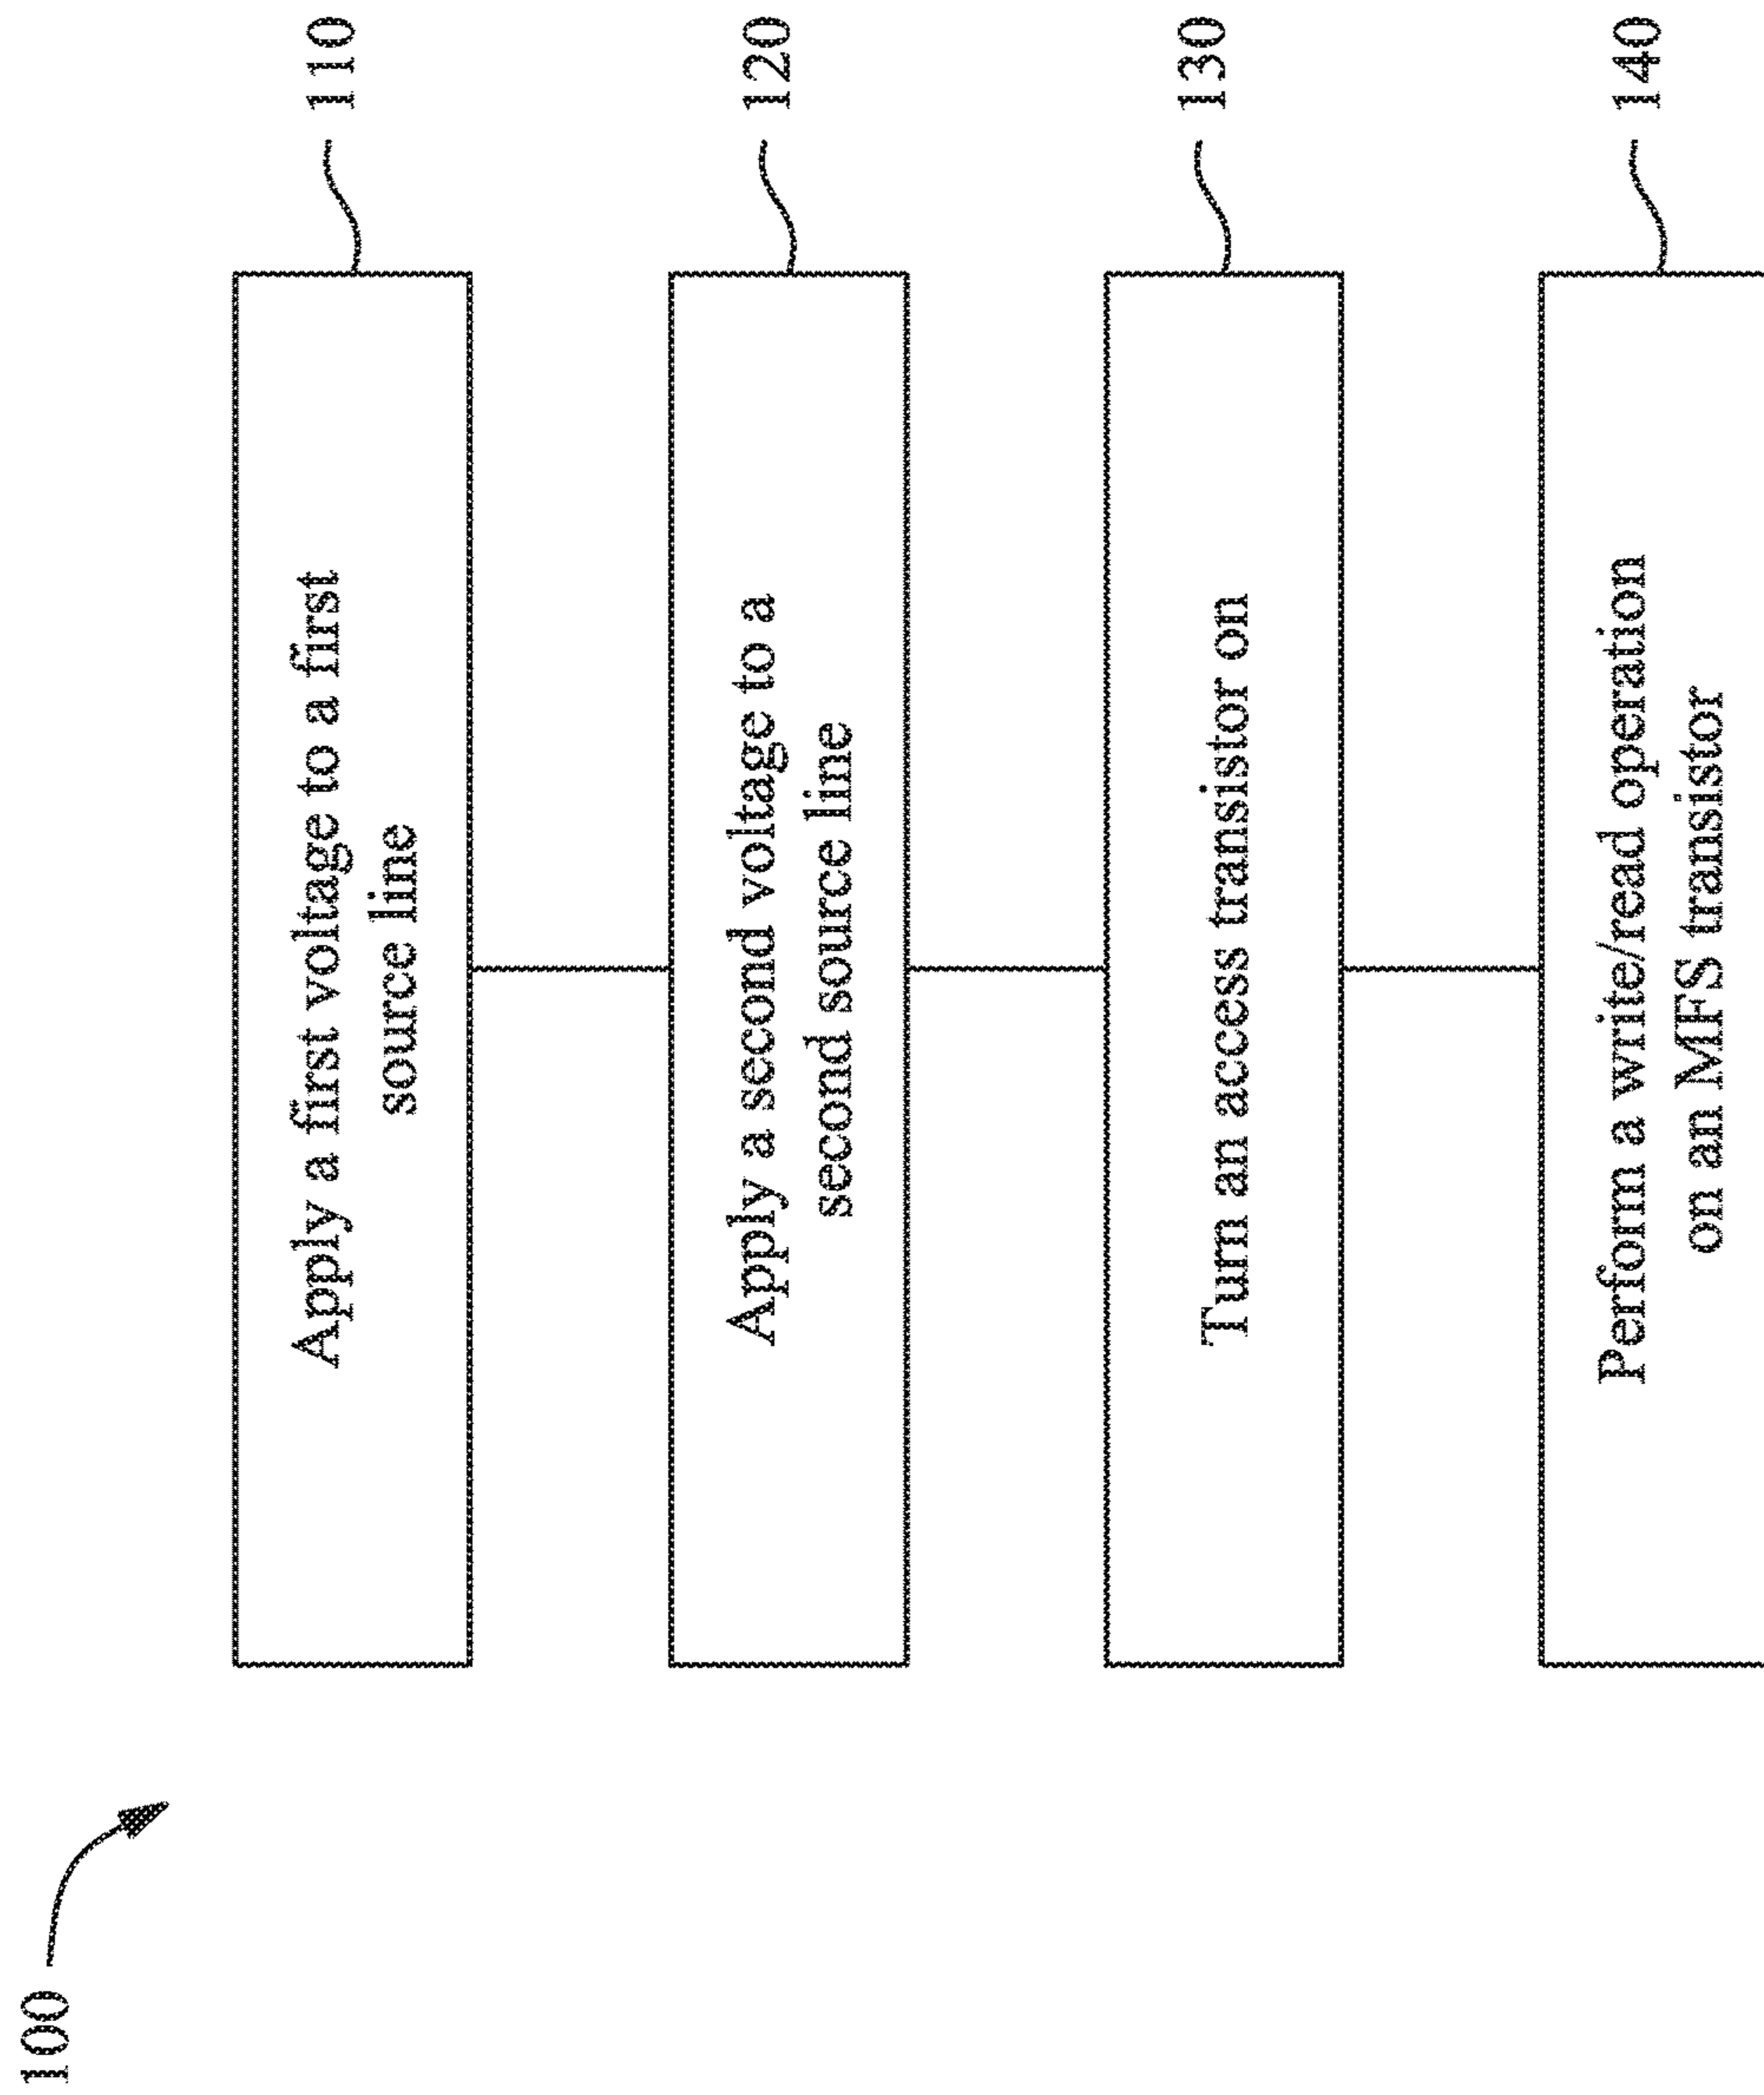 100
Apply a first voltage to a first
source line
110
Apply a second voltage to a
second source line
120
Turn an access transistor on
130
Perform a write/read operation
on an MFS transistor
140